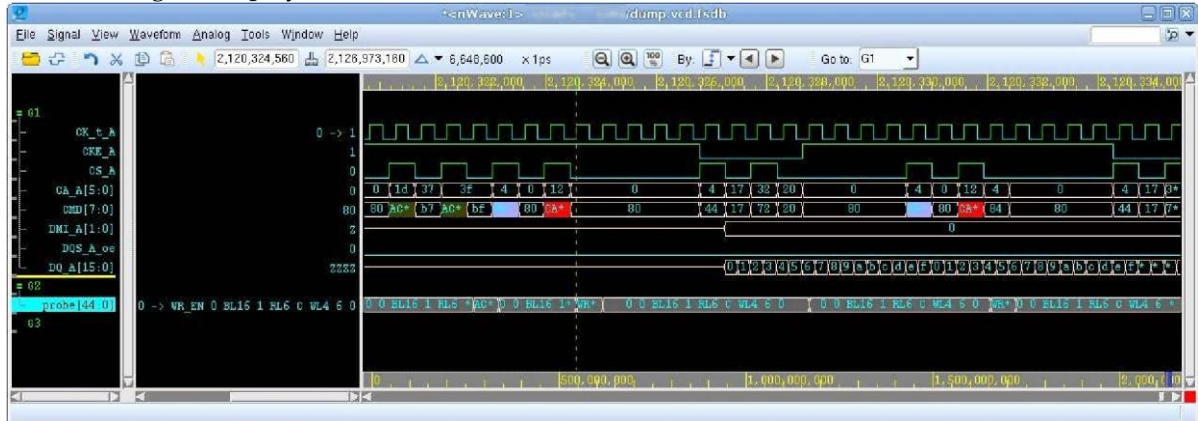 *<nWave:1> /dump.vcd.fsdb
File Signal View Waveform Analog Tools Window Help
2,120,324,560 2,126,973,160 6,648,600 x 1ps By: Go to: G1
2,120,322,000 2,120,324,000 2,120,326,000 2,120,328,000 2,120,330,000 2,120,332,000 2,120,334,00
G1
CK_t_A 0 -> 1
CKE_A 1
CS_A 0
CA_A[5:0] 0 0 1d 37 3f 4 0 12 0 4 17 32 20 0 4 0 12 4 0 4 17 3*
CMD[7:0] 80 80 AC* b7 AC* bf 80 CA* 80 44 17 72 20 80 80 CA* 84 80 44 17 7*
DMI_A[1:0] z 0
DQS_A_oe 0
DQ_A[15:0] zzzz 0 1 2 3 4 5 6 7 8 9 a b c d e f 0 1 2 3 4 5 6 7 8 9 a b c d e f * * *
G2
probe[44:0] 0 -> WR_EN 0 BL16 1 RL6 0 WL4 6 0 0 0 BL16 1 RL6 * AC* 0 0 BL16 1* WR* 0 0 BL16 1 RL6 0 WL4 6 0 0 0 BL16 1 RL6 0 WL4 6 0 WR* 0 0 BL16 1 RL6 0 WL4 6 *
G3
0 500,000,000 1,000,000,000 1,500,000,000 2,000,0